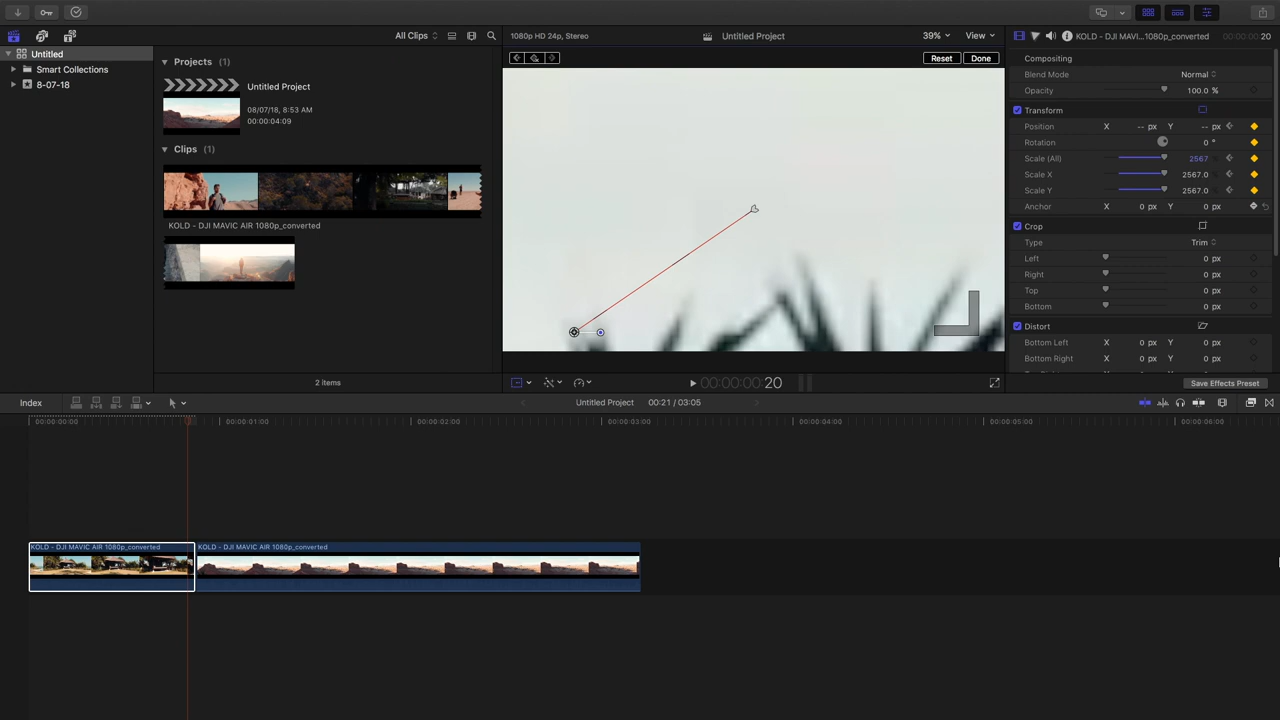 All Clips
1080p HD 24p, Stereo
Untitled Project
39%
View
KOLD - DJI MAVI...1080p_converted
00:00:00:20
Untitled
Smart Collections
8-07-18
Projects (1)
Untitled Project
08/07/18, 8:53 AM
00:00:04:09
Clips (1)
KOLD - DJI MAVIC AIR 1080p_converted
2 items
Reset
Done
00:00:00:20
Compositing
Blend Mode Normal
Opacity 100.0 %
Transform
Position X -- px Y -- px
Rotation 0 °
Scale (All) 2567
Scale X 2567.0
Scale Y 2567.0
Anchor X 0 px Y 0 px
Crop
Type Trim
Left 0 px
Right 0 px
Top 0 px
Bottom 0 px
Distort
Bottom Left X 0 px Y 0 px
Bottom Right X 0 px Y 0 px
Save Effects Preset
Index
Untitled Project
00:21 / 03:05
00:00:00:00 00:00:01:00 00:00:02:00 00:00:03:00 00:00:04:00 00:00:05:00 00:00:06:00
KOLD - DJI MAVIC AIR 1080p_converted
KOLD - DJI MAVIC AIR 1080p_converted